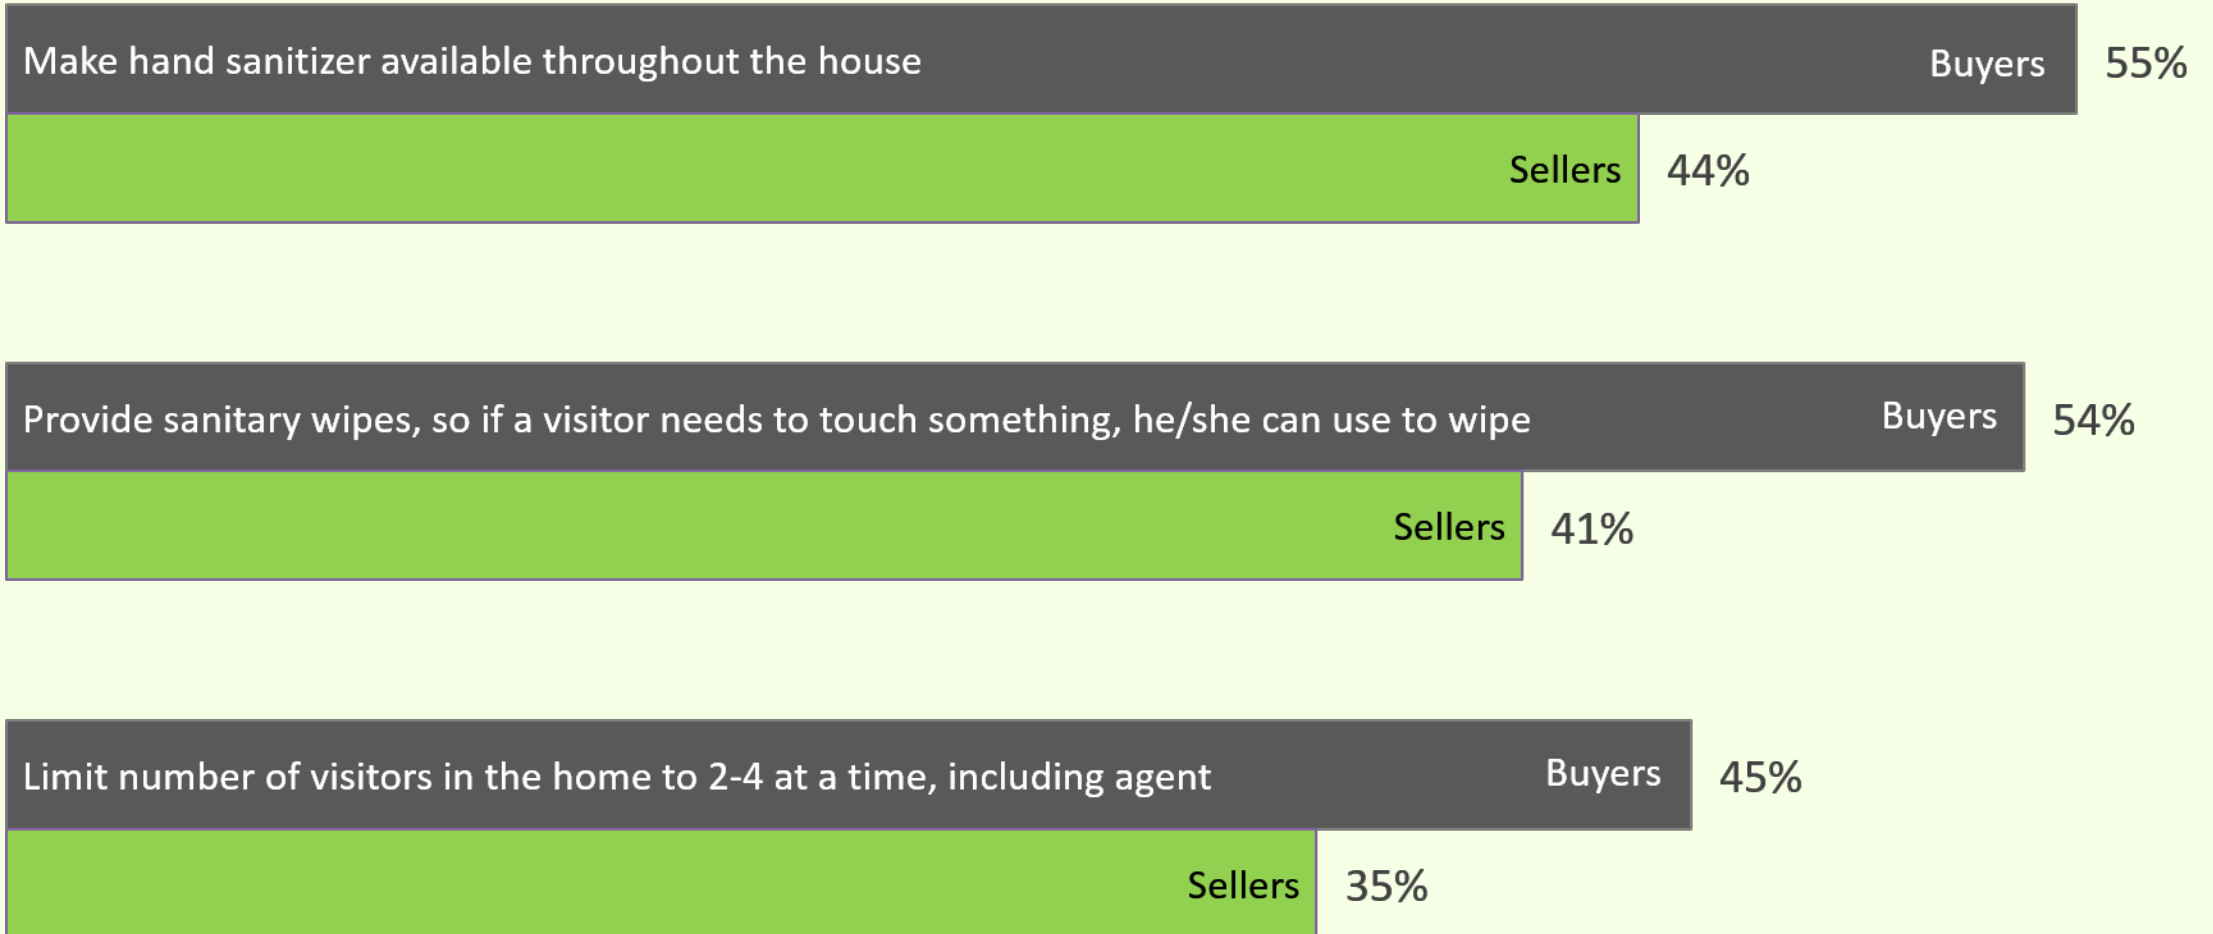 Make hand sanitizer available throughout the house Buyers 55%
Sellers 44%
Provide sanitary wipes, so if a visitor needs to touch something, he/she can use to wipe Buyers 54%
Sellers 41%
Limit number of visitors in the home to 2-4 at a time, including agent Buyers 45%
Sellers 35%